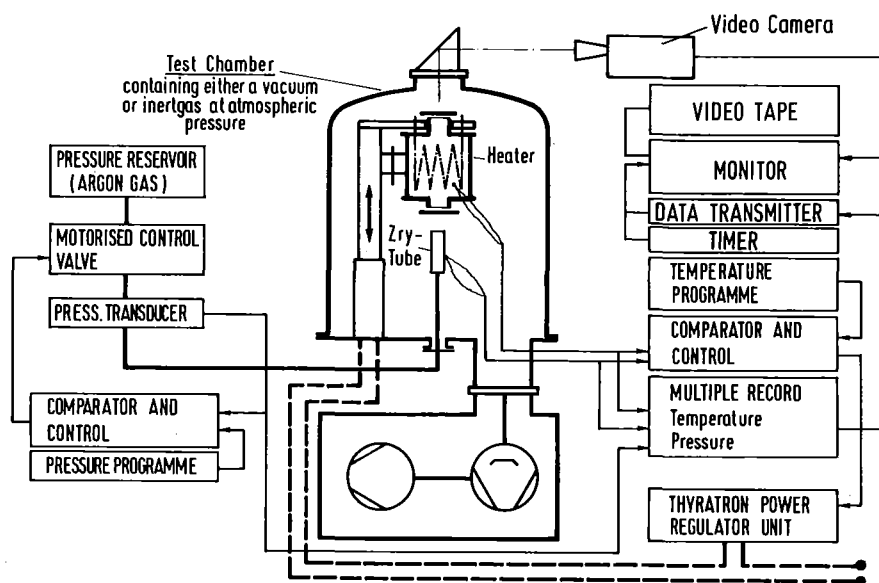 Video Camera
Test Chamber
containing either a vacuum
or inertgas at atmospheric
pressure
VIDEO TAPE
MONITOR
DATA TRANSMITTER
TIMER
PRESSURE RESERVOIR
(ARGON GAS)
MOTORISED CONTROL
VALVE
PRESS. TRANSDUCER
COMPARATOR AND
CONTROL
PRESSURE PROGRAMME
Heater
Zry-
Tube
TEMPERATURE
PROGRAMME
COMPARATOR AND
CONTROL
MULTIPLE RECORD
Temperature
Pressure
THYRATRON POWER
REGULATOR UNIT